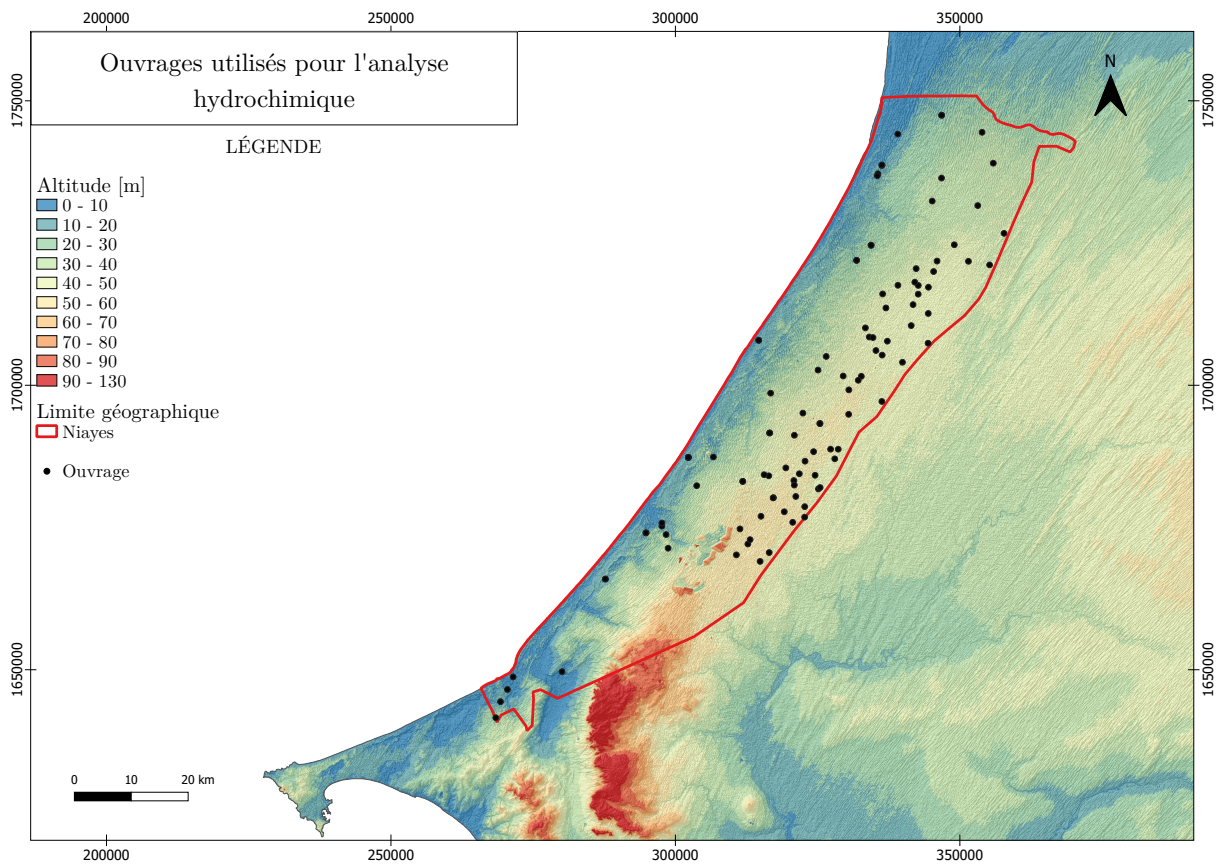 200000 250000 300000 350000
Ouvrages utilisés pour l'analyse
hydrochimique
LÉGENDE
Altitude [m]
0 - 10
10 - 20
20 - 30
30 - 40
40 - 50
50 - 60
60 - 70
70 - 80
80 - 90
90 - 130
Limite géographique
Niayes
Ouvrage
N
1750000 1750000
1700000 1700000
1650000 1650000
0 10 20 km
200000 250000 300000 350000